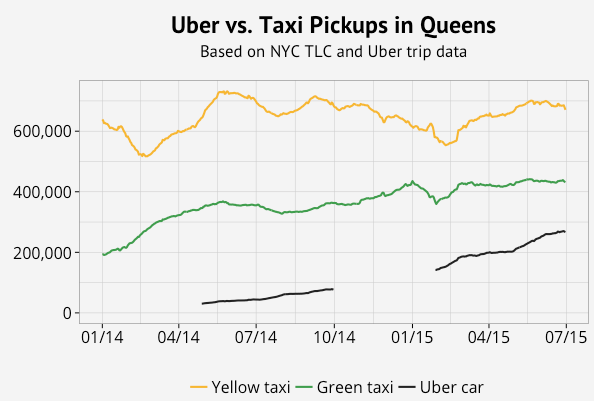 Uber vs. Taxi Pickups in Queens
Based on NYC TLC and Uber trip data
600,000
400,000
200,000
0
01/14 04/14 07/14 10/14 01/15 04/15 07/15
Yellow taxi Green taxi Uber car